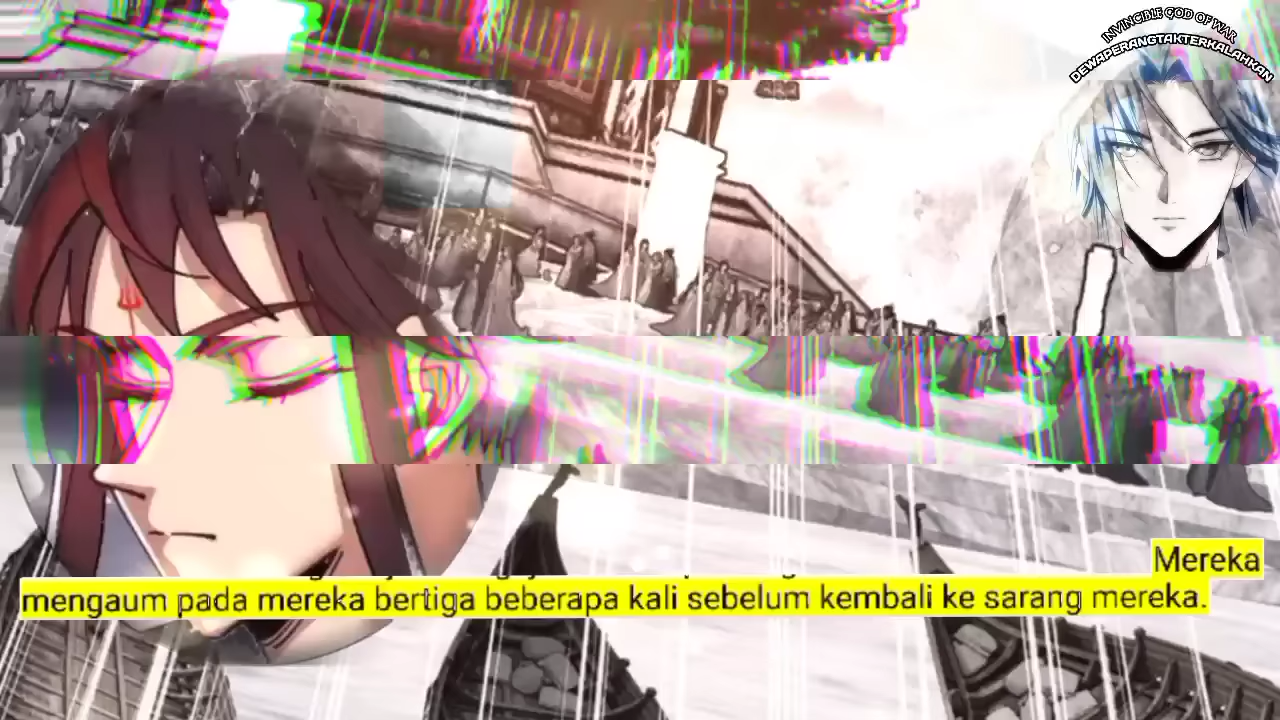 INVINCIBLE GOD OF WAR
DEWAPERANGTAKTERKALAHKAN
Mereka
mengaum pada mereka bertiga beberapa kali sebelum kembali ke sarang mereka.